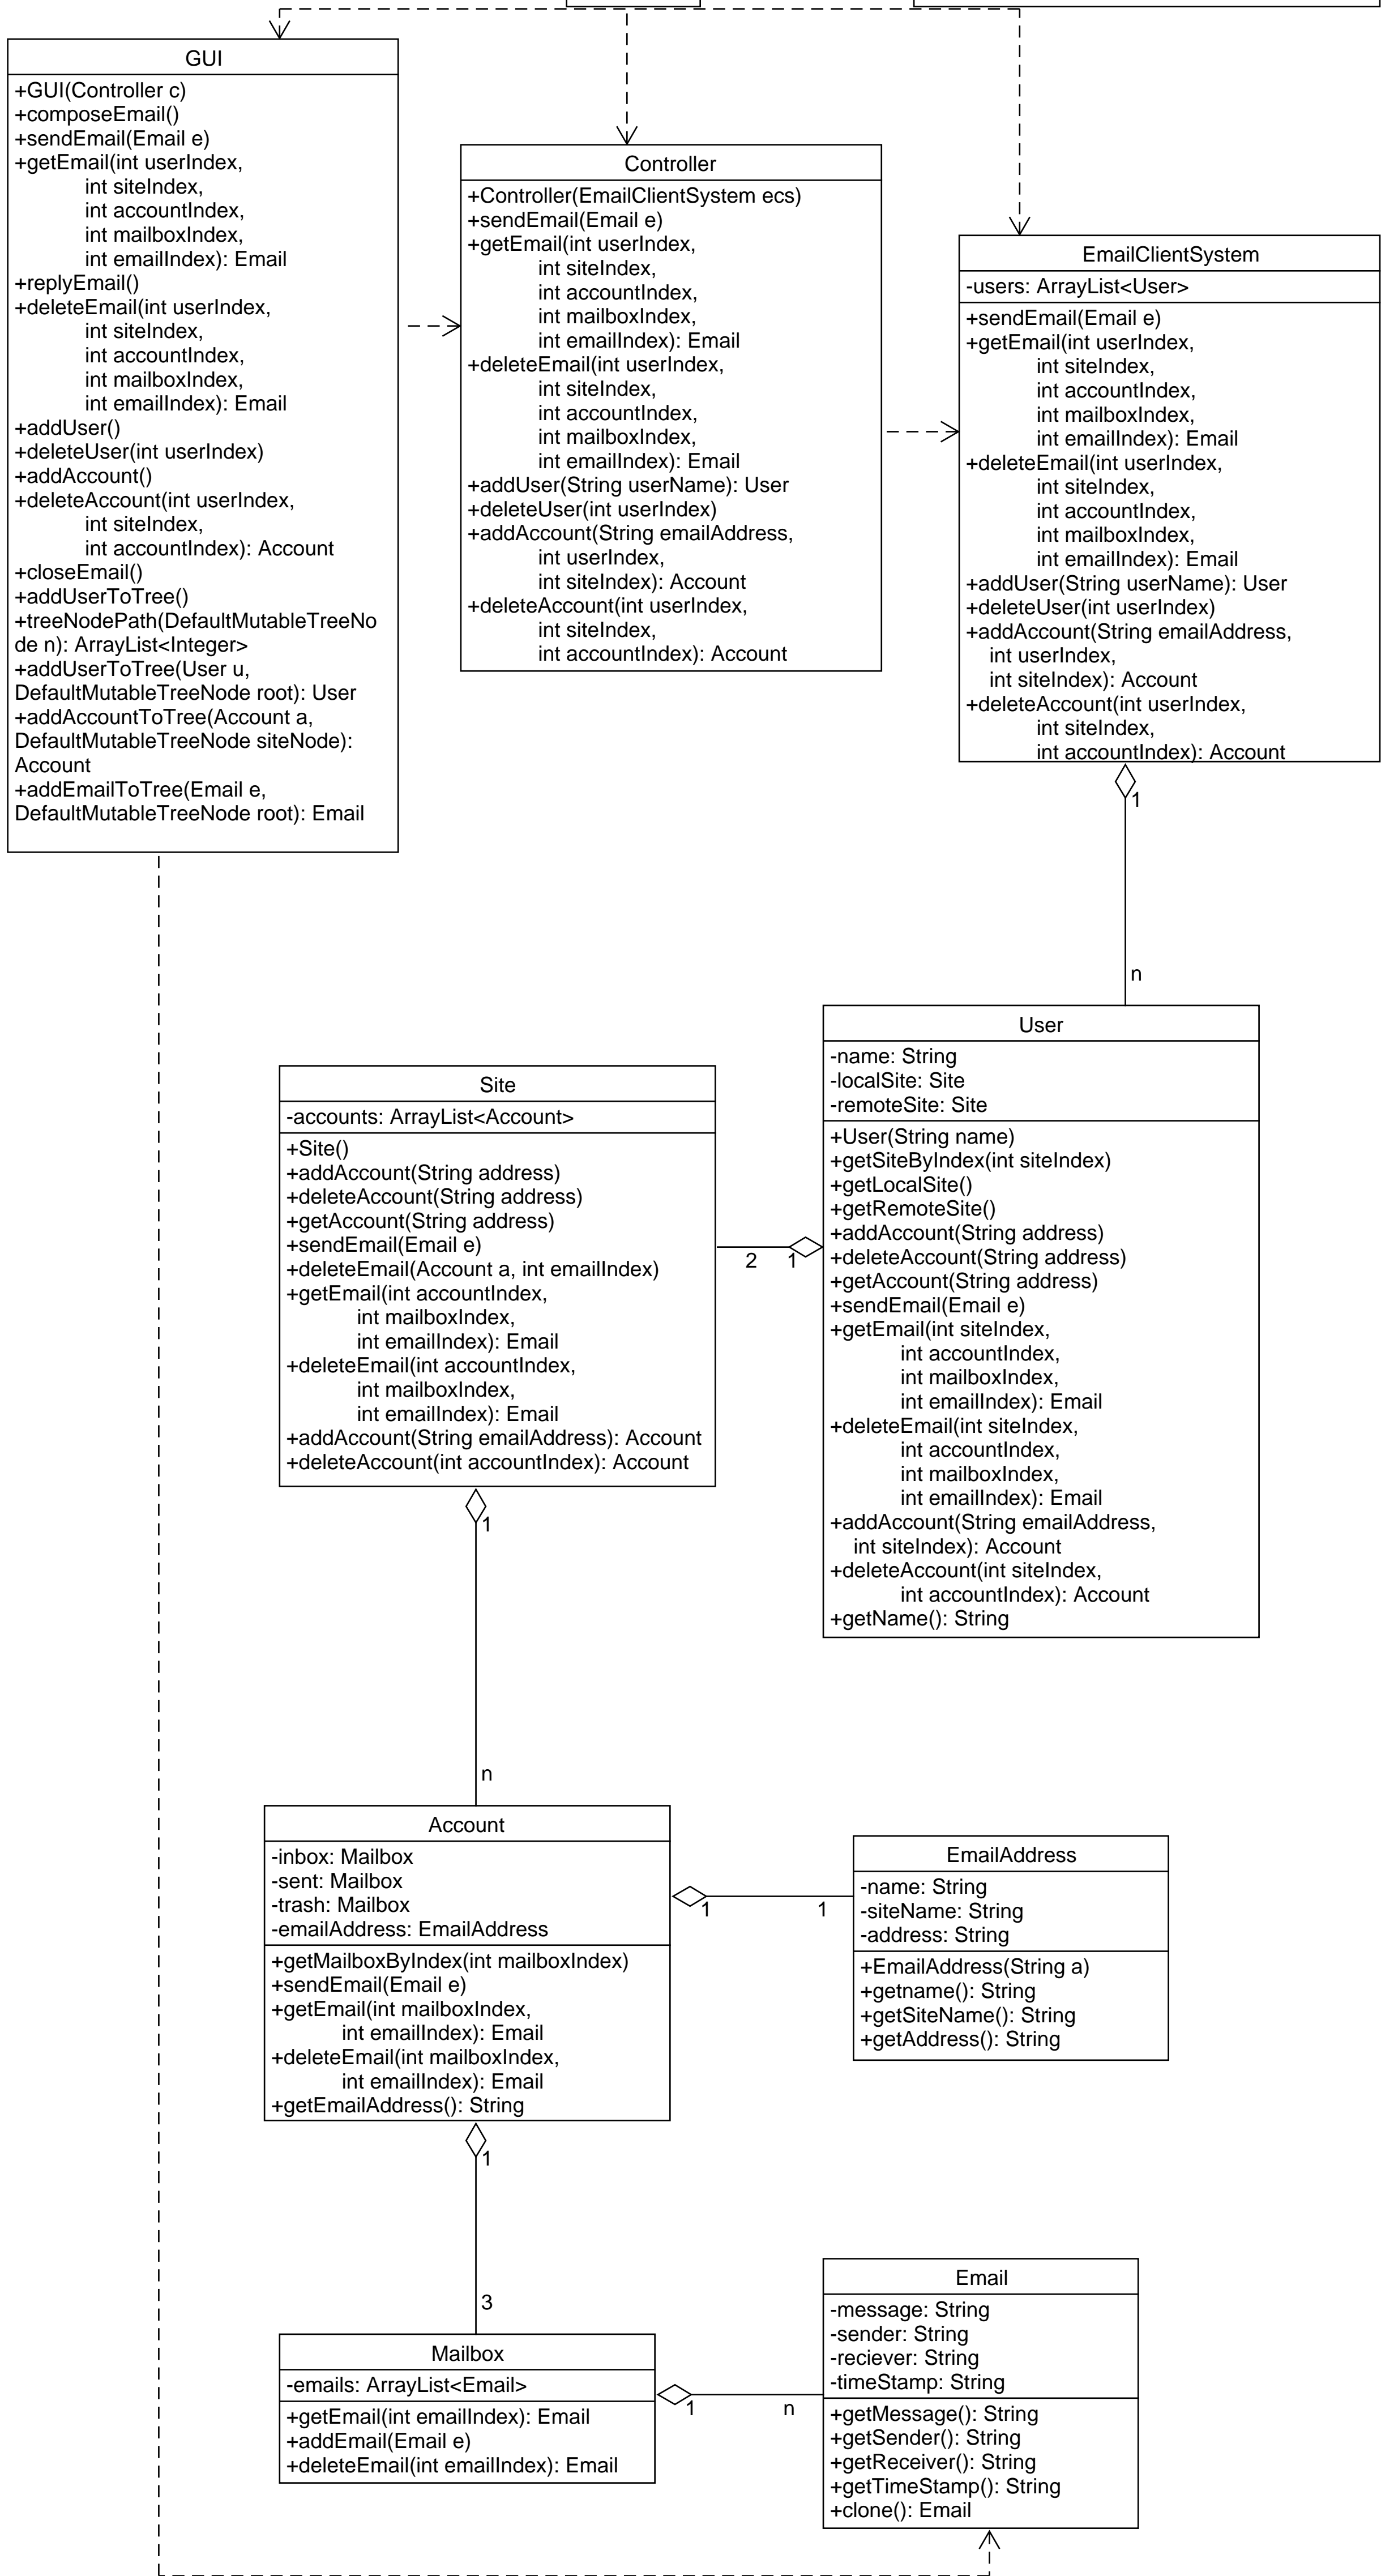 GUI
+GUI(Controller c)
+composeEmail()
+sendEmail(Email e)
+getEmail(int userIndex,
int siteIndex,
int accountIndex,
int mailboxIndex,
int emailIndex): Email
+replyEmail()
+deleteEmail(int userIndex,
int siteIndex,
int accountIndex,
int mailboxIndex,
int emailIndex): Email
+addUser()
+deleteUser(int userIndex)
+addAccount()
+deleteAccount(int userIndex,
int siteIndex,
int accountIndex): Account
+closeEmail()
+addUserToTree()
+treeNodePath(DefaultMutableTreeNo
de n): ArrayList<Integer>
+addUserToTree(User u,
DefaultMutableTreeNode root): User
+addAccountToTree(Account a,
DefaultMutableTreeNode siteNode):
Account
+addEmailToTree(Email e,
DefaultMutableTreeNode root): Email
Controller
+Controller(EmailClientSystem ecs)
+sendEmail(Email e)
+getEmail(int userIndex,
int siteIndex,
int accountIndex,
int mailboxIndex,
int emailIndex): Email
+deleteEmail(int userIndex,
int siteIndex,
int accountIndex,
int mailboxIndex,
int emailIndex): Email
+addUser(String userName): User
+deleteUser(int userIndex)
+addAccount(String emailAddress,
int userIndex,
int siteIndex): Account
+deleteAccount(int userIndex,
int siteIndex,
int accountIndex): Account
EmailClientSystem
-users: ArrayList<User>
+sendEmail(Email e)
+getEmail(int userIndex,
int siteIndex,
int accountIndex,
int mailboxIndex,
int emailIndex): Email
+deleteEmail(int userIndex,
int siteIndex,
int accountIndex,
int mailboxIndex,
int emailIndex): Email
+addUser(String userName): User
+deleteUser(int userIndex)
+addAccount(String emailAddress,
int userIndex,
int siteIndex): Account
+deleteAccount(int userIndex,
int siteIndex,
int accountIndex): Account
1
n
User
-name: String
-localSite: Site
-remoteSite: Site
+User(String name)
+getSiteByIndex(int siteIndex)
+getLocalSite()
+getRemoteSite()
+addAccount(String address)
+deleteAccount(String address)
+getAccount(String address)
+sendEmail(Email e)
+getEmail(int siteIndex,
int accountIndex,
int mailboxIndex,
int emailIndex): Email
+deleteEmail(int siteIndex,
int accountIndex,
int mailboxIndex,
int emailIndex): Email
+addAccount(String emailAddress,
int siteIndex): Account
+deleteAccount(int siteIndex,
int accountIndex): Account
+getName(): String
2 1
Site
-accounts: ArrayList<Account>
+Site()
+addAccount(String address)
+deleteAccount(String address)
+getAccount(String address)
+sendEmail(Email e)
+deleteEmail(Account a, int emailIndex)
+getEmail(int accountIndex,
int mailboxIndex,
int emailIndex): Email
+deleteEmail(int accountIndex,
int mailboxIndex,
int emailIndex): Email
+addAccount(String emailAddress): Account
+deleteAccount(int accountIndex): Account
1
n
Account
-inbox: Mailbox
-sent: Mailbox
-trash: Mailbox
-emailAddress: EmailAddress
+getMailboxByIndex(int mailboxIndex)
+sendEmail(Email e)
+getEmail(int mailboxIndex,
int emailIndex): Email
+deleteEmail(int mailboxIndex,
int emailIndex): Email
+getEmailAddress(): String
1 1
EmailAddress
-name: String
-siteName: String
-address: String
+EmailAddress(String a)
+getname(): String
+getSiteName(): String
+getAddress(): String
1
3
Mailbox
-emails: ArrayList<Email>
+getEmail(int emailIndex): Email
+addEmail(Email e)
+deleteEmail(int emailIndex): Email
1 n
Email
-message: String
-sender: String
-reciever: String
-timeStamp: String
+getMessage(): String
+getSender(): String
+getReceiver(): String
+getTimeStamp(): String
+clone(): Email